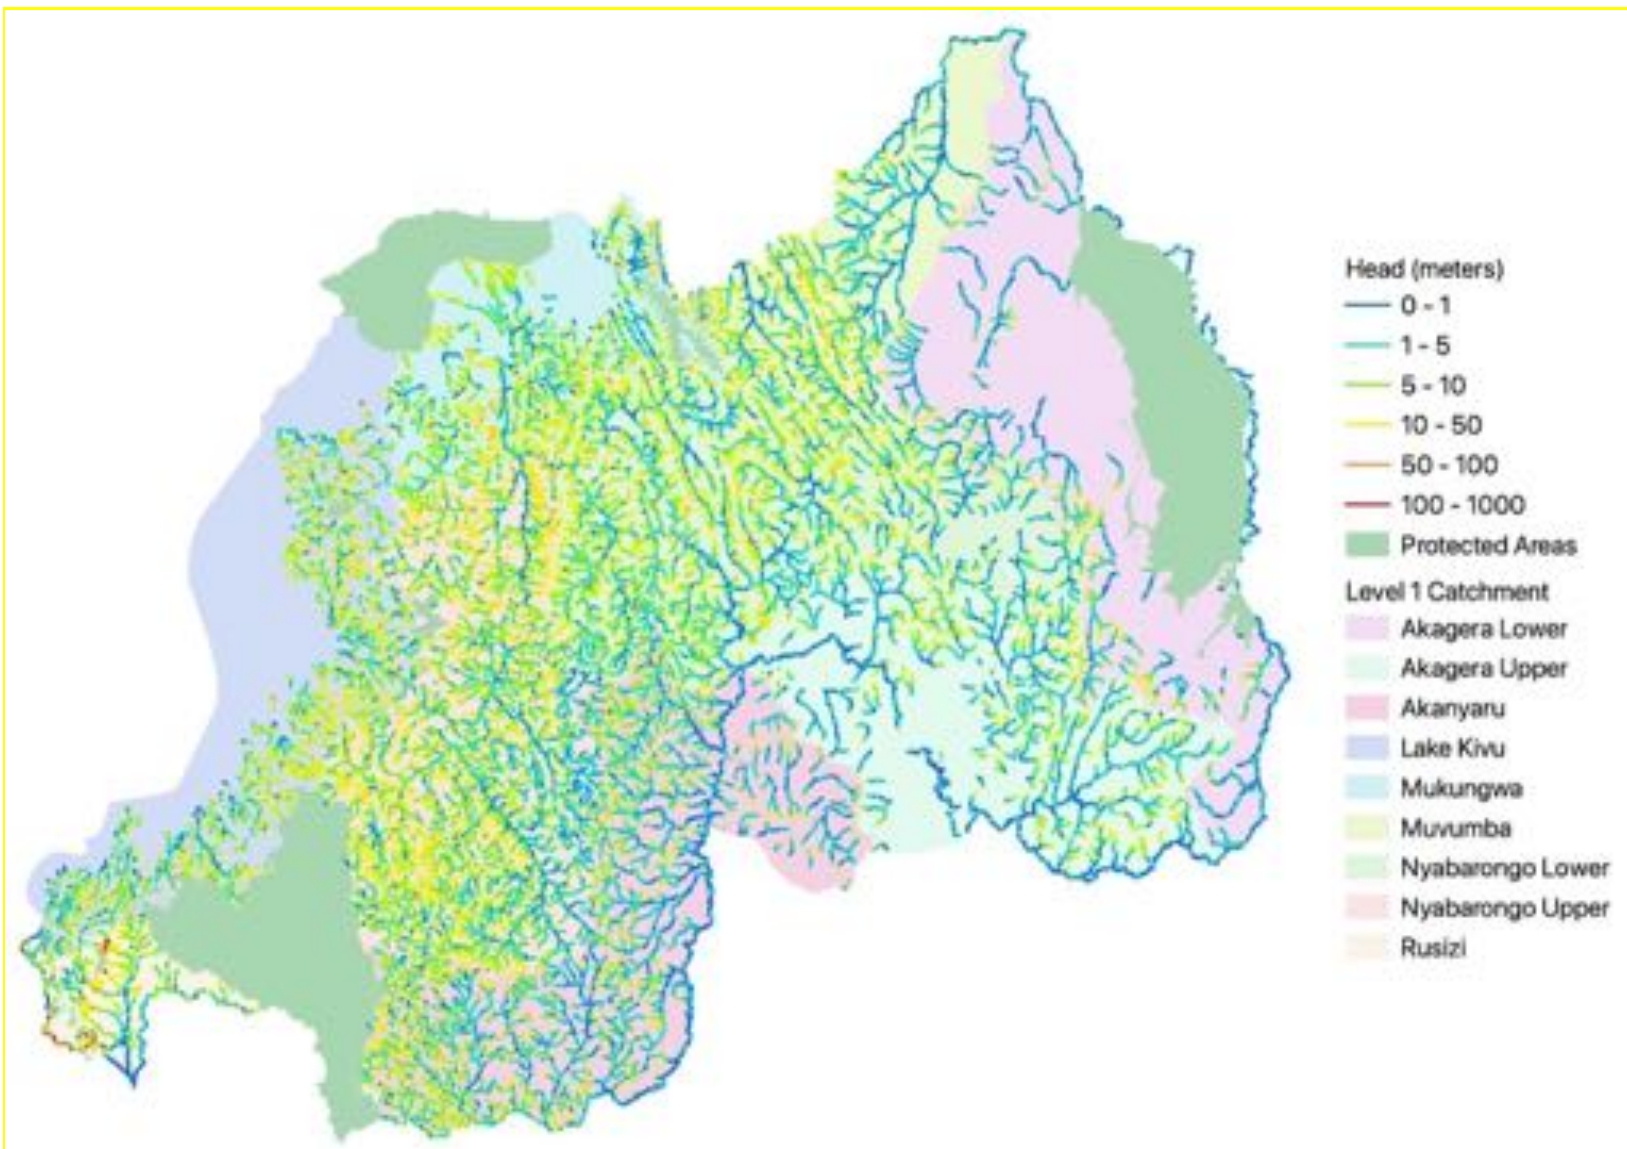 Head (meters)
0 - 1
1 - 5
5 - 10
10 - 50
50 - 100
100 - 1000
Protected Areas
Level 1 Catchment
Akagera Lower
Akagera Upper
Akanyaru
Lake Kivu
Mukungwa
Muvumba
Nyabarongo Lower
Nyabarongo Upper
Rusizi